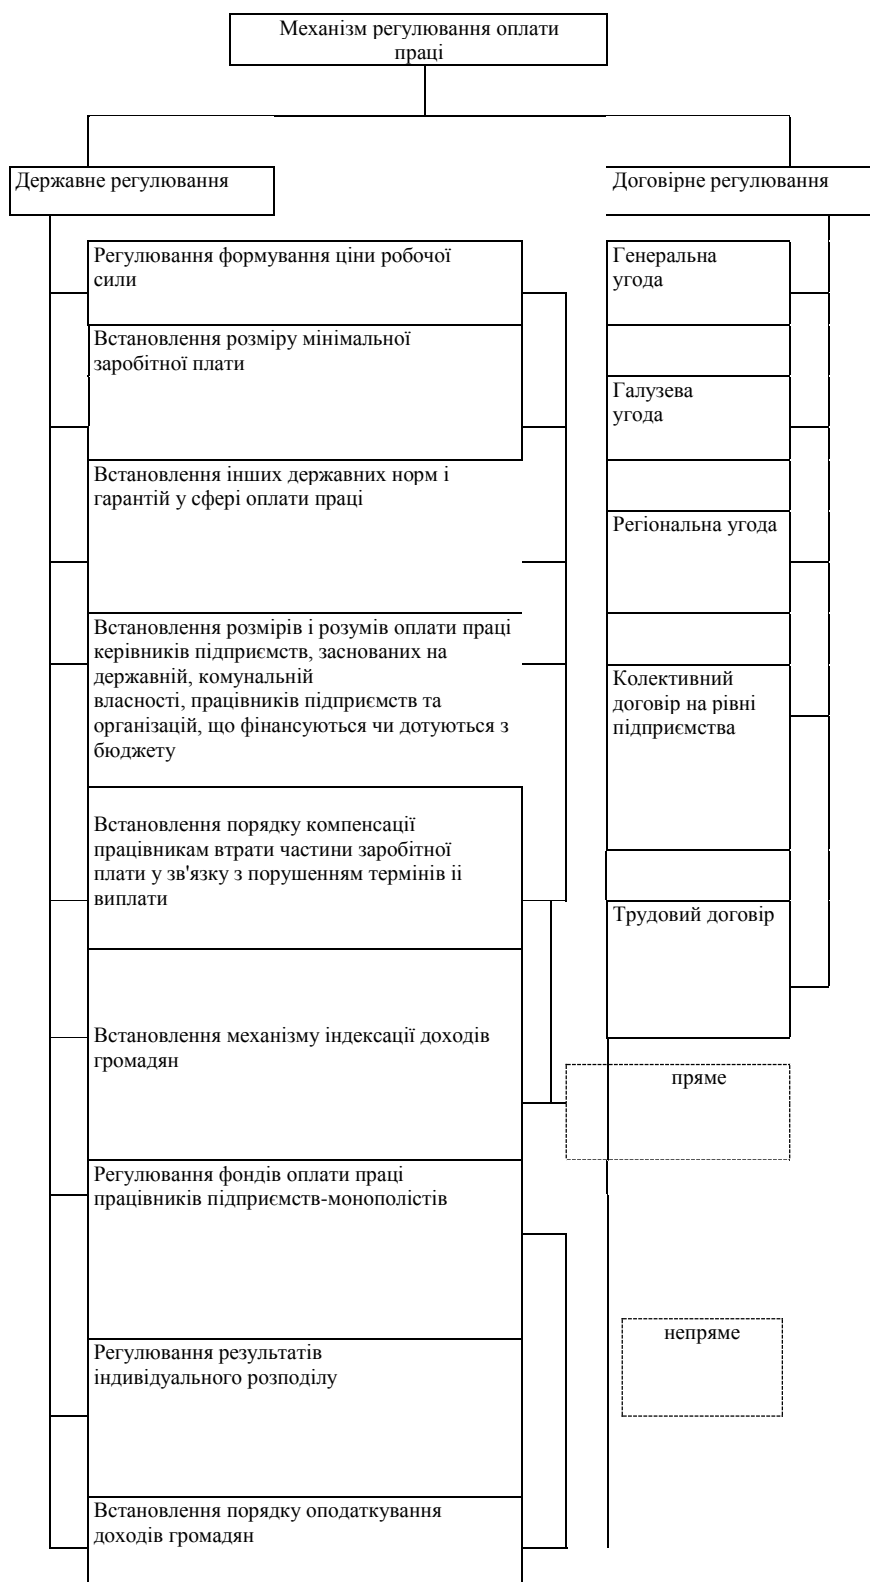 Механізм регулювання оплати
праці
Державне регулювання
Договірне регулювання
Регулювання формування ціни робочої
сили
Встановлення розміру мінімальної
заробітної плати
Встановлення інших державних норм і
гарантій у сфері оплати праці
Встановлення розмірів і розумів оплати праці
керівників підприємств, заснованих на
державній, комунальній
власності, працівників підприємств та
організацій, що фінансуються чи дотуються з
бюджету
Встановлення порядку компенсації
працівникам втрати частини заробітної
плати у зв'язку з порушенням термінів іі
виплати
Встановлення механізму індексації доходів
громадян
Регулювання фондів оплати праці
працівників підприємств-монополістів
Регулювання результатів
індивідуального розподілу
Встановлення порядку оподаткування
доходів громадян
Генеральна
угода
Галузева
угода
Регіональна угода
Колективний
договір на рівні
підприємства
Трудовий договір
пряме
непряме